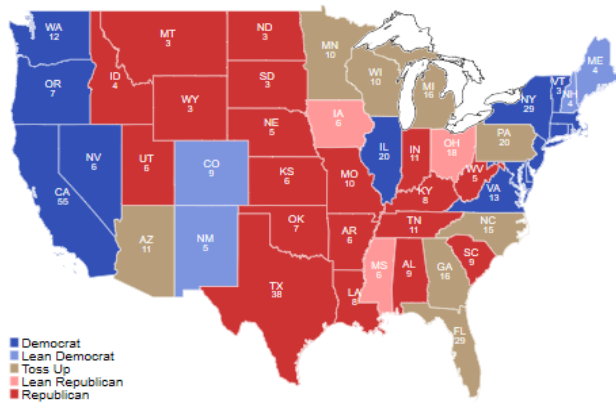 WA
12
MT
3
ND
3
MN
10
ME
4
OR
7
ID
4
SD
3
WI
10
MI
16
VT
3
NH
4
NY
29
WY
3
IA
6
NE
5
PA
20
NV
6
UT
6
CO
9
IL
20
IN
11
OH
18
WV
5
VA
13
CA
55
KS
6
MO
10
KY
8
NC
15
AZ
11
NM
5
OK
7
AR
6
TN
11
SC
9
TX
38
LA
8
MS
6
AL
9
GA
16
FL
29
Democrat
Lean Democrat
Toss Up
Lean Republican
Republican